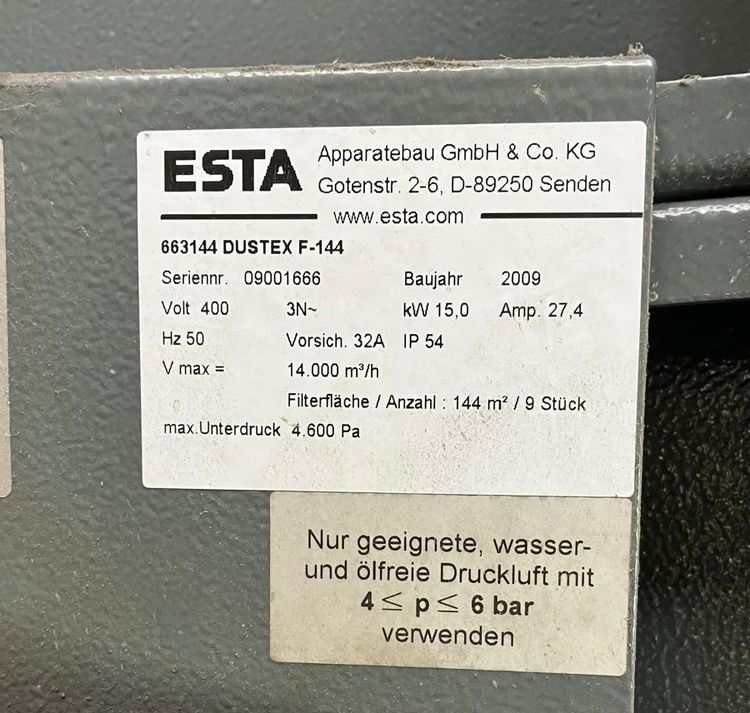 ESTA Apparatebau GmbH & Co. KG
Gotenstr. 2-6, D-89250 Senden
www.esta.com
663144 DUSTEX F-144
Seriennr. 09001666 Baujahr 2009
Volt 400 3N~ kW 15,0 Amp. 27,4
Hz 50 Vorsich. 32A IP 54
V max = 14.000 m³/h
Filterfläche / Anzahl : 144 m² / 9 Stück
max.Unterdruck 4.600 Pa
Nur geeignete, wasser-
und ölfreie Druckluft mit
4 ≤ p ≤ 6 bar
verwenden